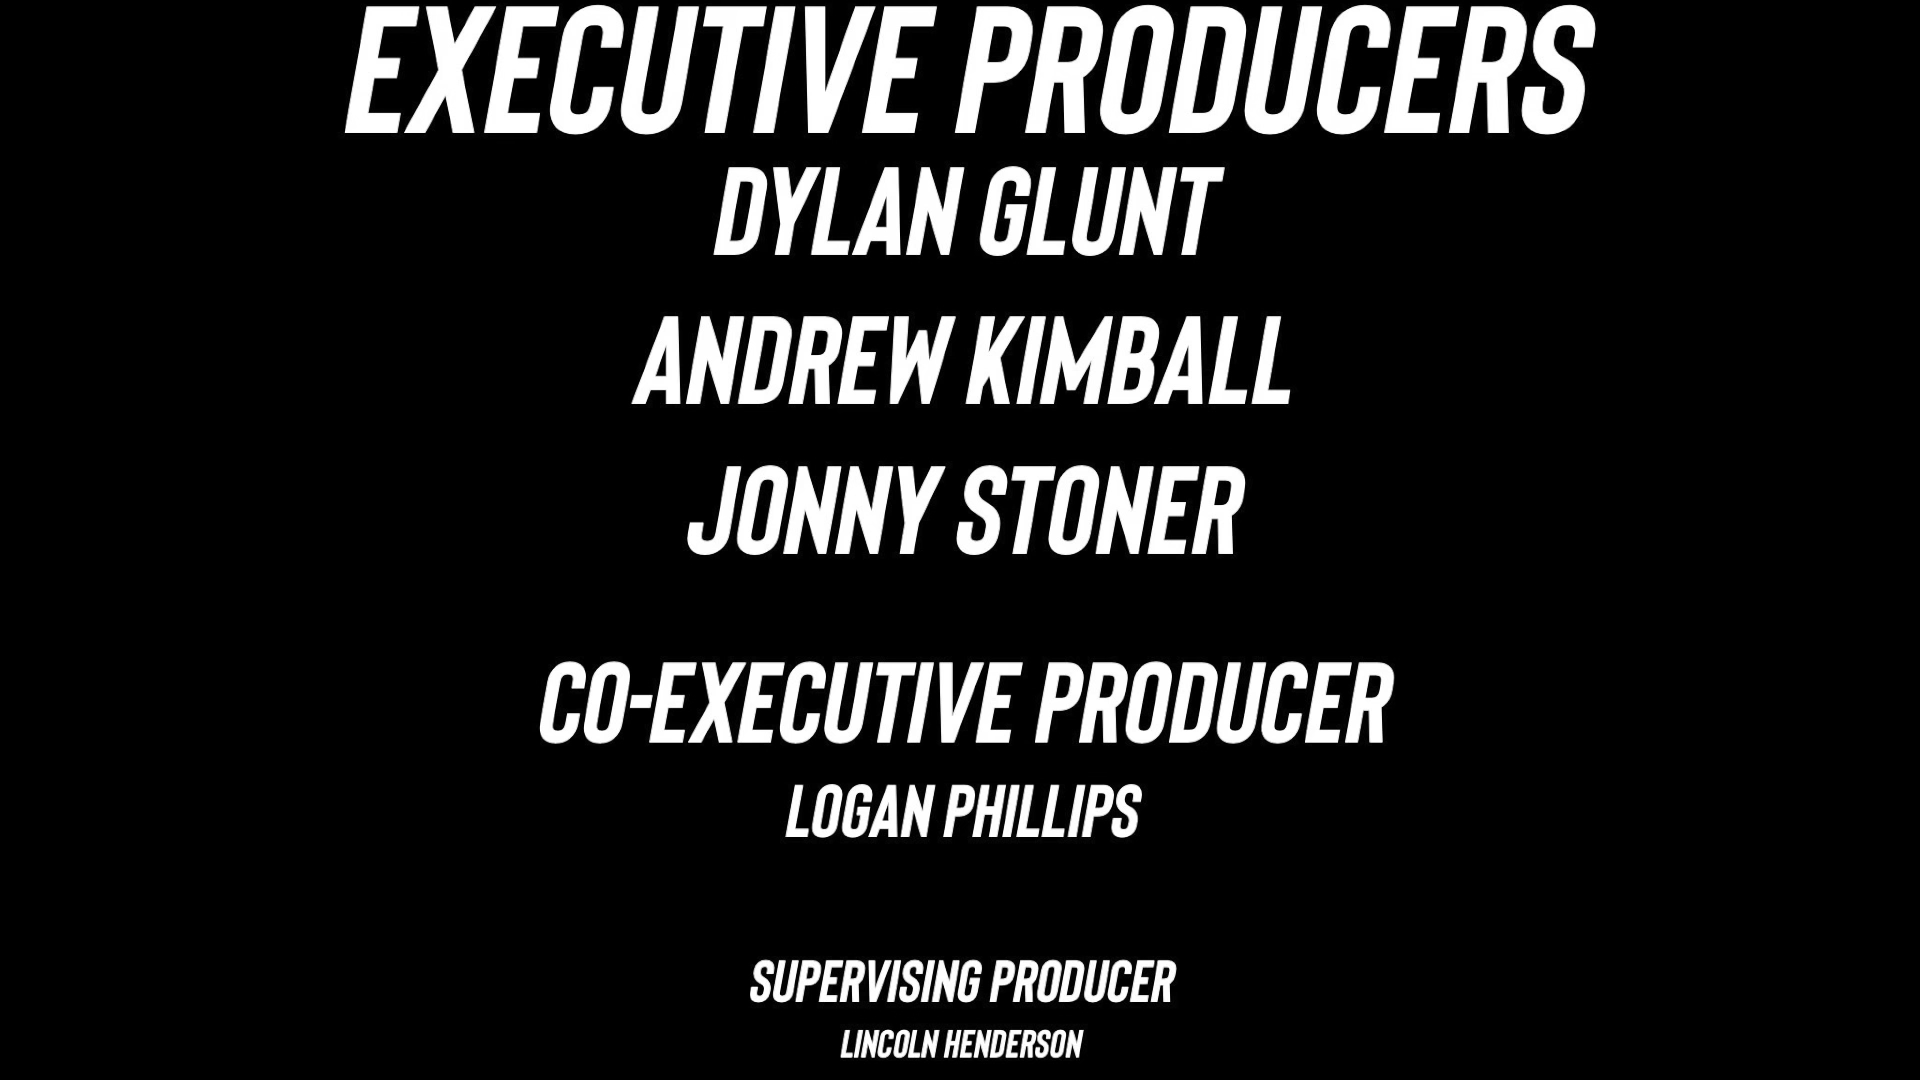 EXECUTIVE PRODUCERS
DYLAN GLUNT
ANDREW KIMBALL
JONNY STONER
CO-EXECUTIVE PRODUCER
LOGAN PHILLIPS
SUPERVISING PRODUCER
LINCOLN HENDERSON